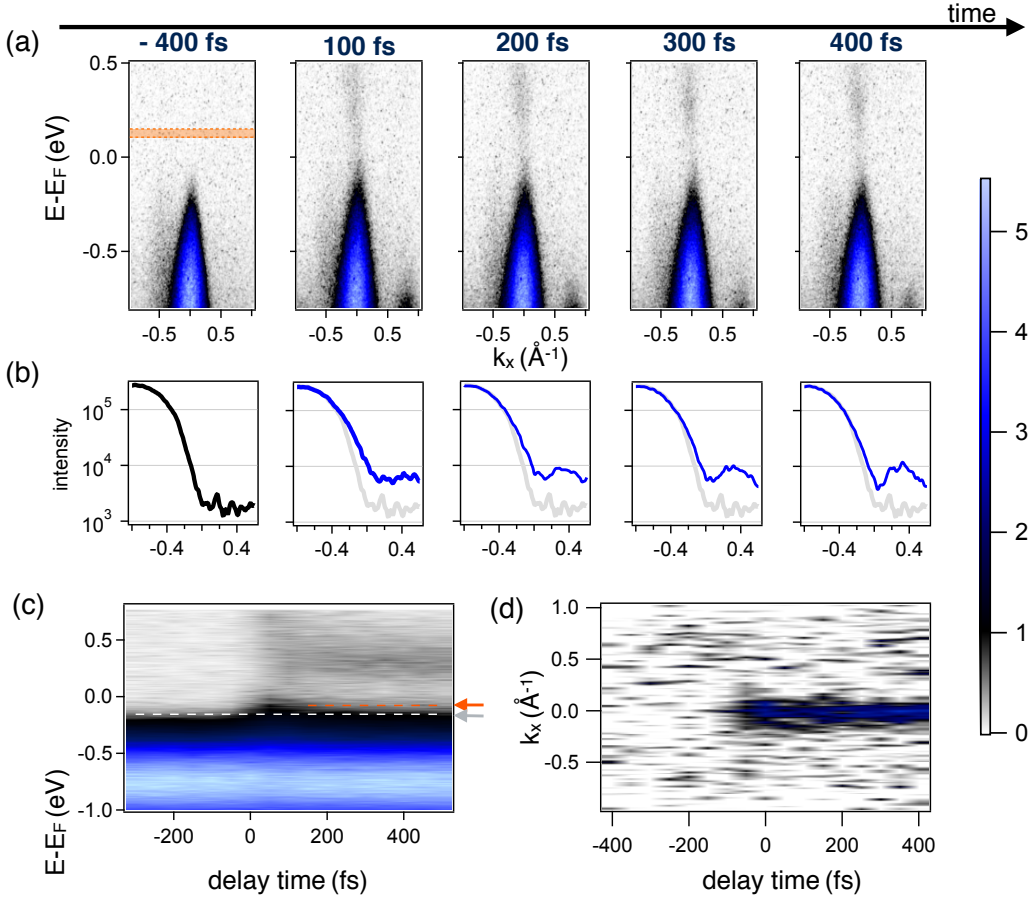 time
(a)
- 400 fs 100 fs 200 fs 300 fs 400 fs
0.5
0.0
-0.5
E-EF (eV)
-0.5 0.5 -0.5 0.5 -0.5 0.5 -0.5 0.5 -0.5 0.5
kx (Å-1)
(b)
10^5
10^4
10^3
intensity
-0.4 0.4 -0.4 0.4 -0.4 0.4 -0.4 0.4 -0.4 0.4
5
4
3
2
1
0
(c)
0.5
0.0
-0.5
-1.0
E-EF (eV)
-200 0 200 400
delay time (fs)
(d)
1.0
0.5
0.0
-0.5
kx (Å-1)
-400 -200 0 200 400
delay time (fs)